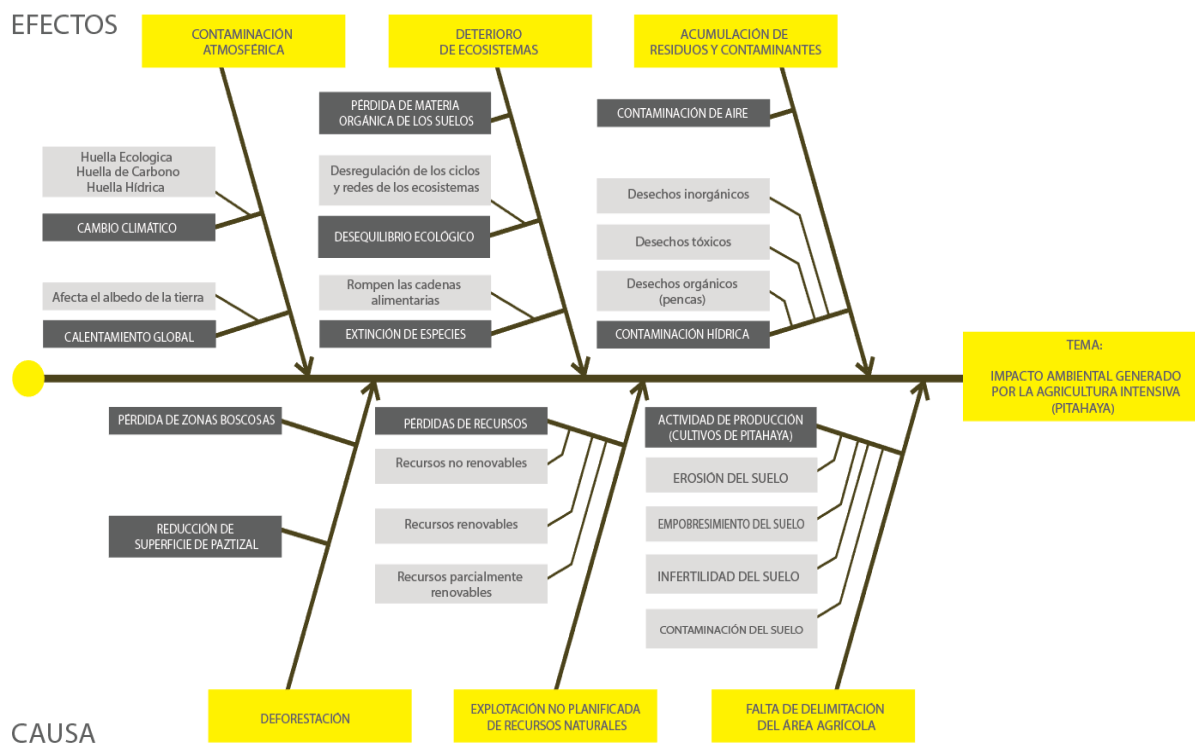 EFECTOS
CONTAMINACIÓN
ATMOSFÉRICA
DETERIORO
DE ECOSISTEMAS
ACUMULACIÓN DE
RESIDUOS Y CONTAMINANTES
Huella Ecologica
Huella de Carbono
Huella Hídrica
CAMBIO CLIMÁTICO
Afecta el albedo de la tierra
CALENTAMIENTO GLOBAL
PÉRDIDA DE MATERIA
ORGÁNICA DE LOS SUELOS
Desregulación de los ciclos
y redes de los ecosistemas
DESEQUILIBRIO ECOLÓGICO
Rompen las cadenas
alimentarias
EXTINCIÓN DE ESPECIES
CONTAMINACIÓN DE AIRE
Desechos inorgánicos
Desechos tóxicos
Desechos orgánicos
(pencas)
CONTAMINACIÓN HÍDRICA
TEMA:
IMPACTO AMBIENTAL GENERADO
POR LA AGRICULTURA INTENSIVA
(PITAHAYA)
PÉRDIDA DE ZONAS BOSCOSAS
REDUCCIÓN DE
SUPERFICIE DE PAZTIZAL
PÉRDIDAS DE RECURSOS
Recursos no renovables
Recursos renovables
Recursos parcialmente
renovables
ACTIVIDAD DE PRODUCCIÓN
(CULTIVOS DE PITAHAYA)
EROSIÓN DEL SUELO
EMPOBRESIMIENTO DEL SUELO
INFERTILIDAD DEL SUELO
CONTAMINACIÓN DEL SUELO
DEFORESTACIÓN
EXPLOTACIÓN NO PLANIFICADA
DE RECURSOS NATURALES
FALTA DE DELIMITACIÓN
DEL ÁREA AGRÍCOLA
CAUSA